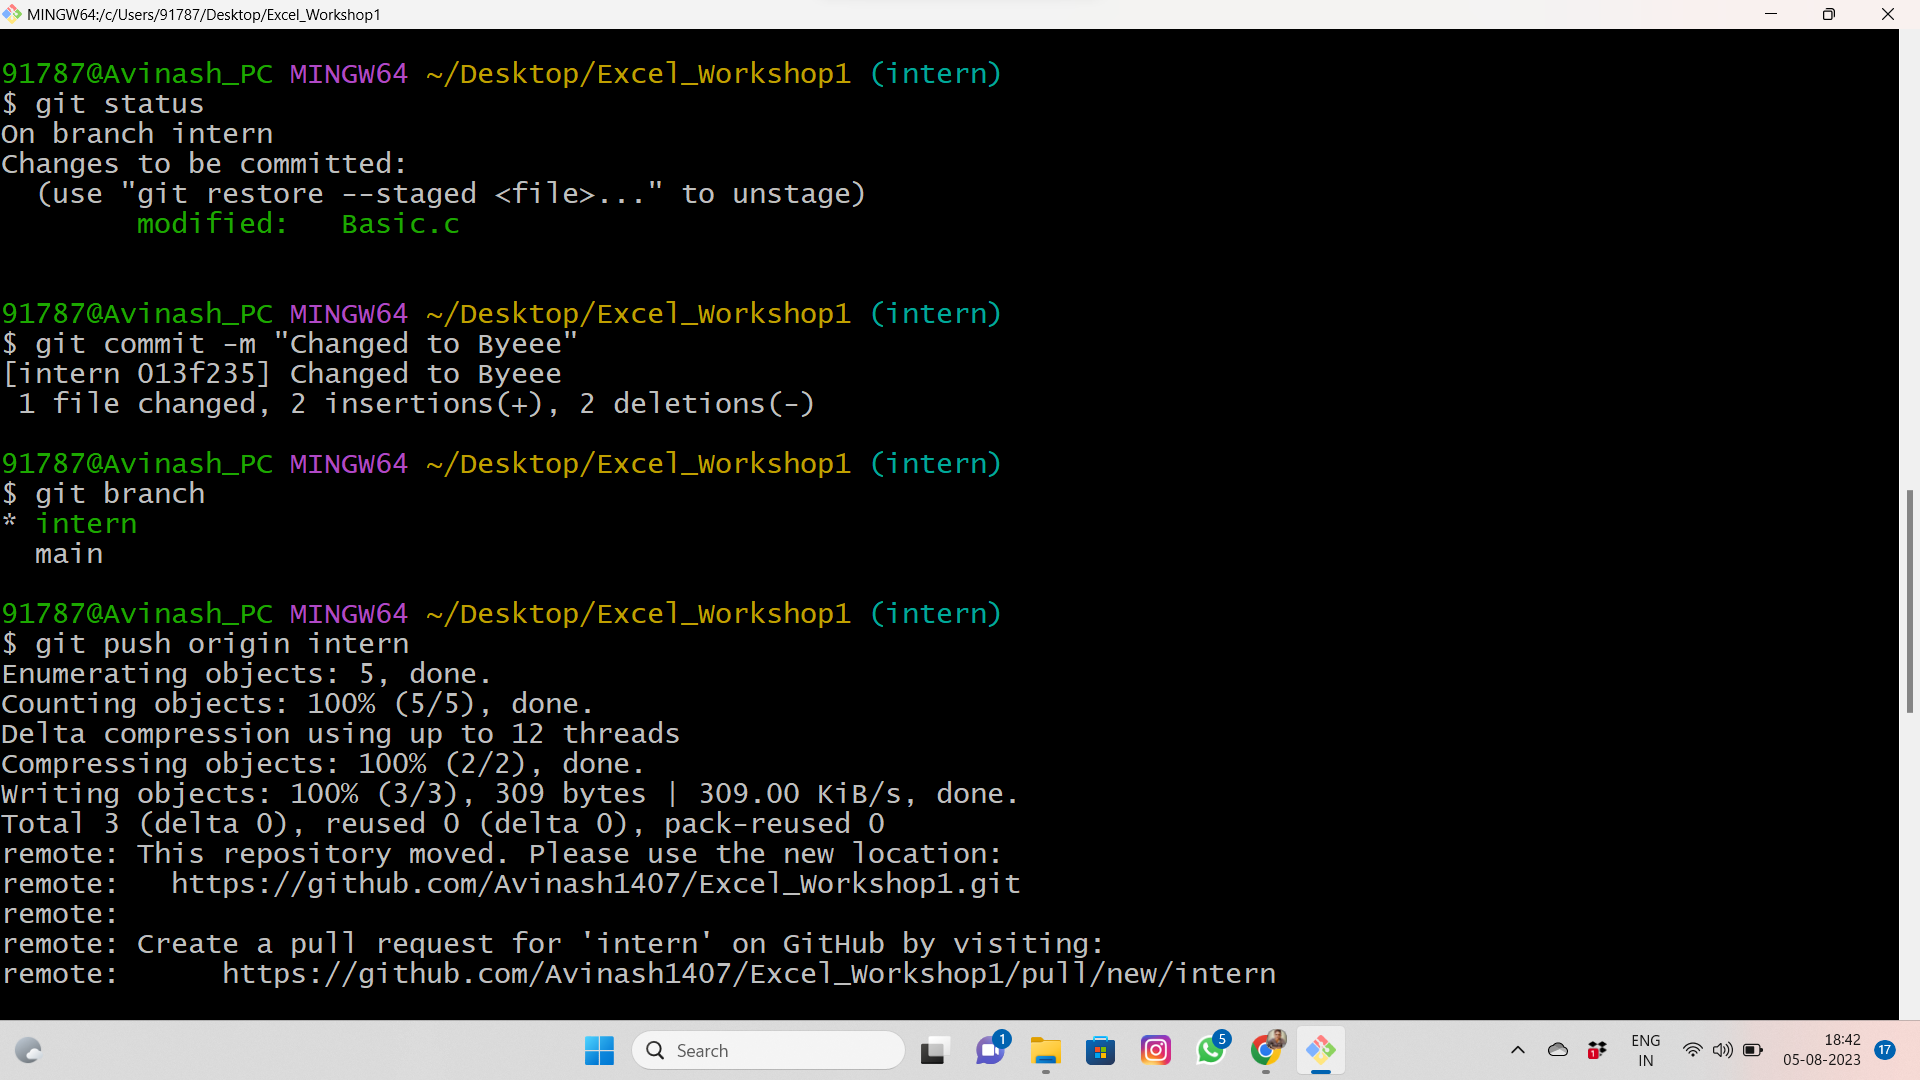 MINGW64:/c/Users/91787/Desktop/Excel_Workshop1
91787@Avinash_PC MINGW64 ~/Desktop/Excel_Workshop1 (intern)
$ git status
On branch intern
Changes to be committed:
  (use "git restore --staged <file>..." to unstage)
        modified:   Basic.c
91787@Avinash_PC MINGW64 ~/Desktop/Excel_Workshop1 (intern)
$ git commit -m "Changed to Byeee"
[intern 013f235] Changed to Byeee
 1 file changed, 2 insertions(+), 2 deletions(-)
91787@Avinash_PC MINGW64 ~/Desktop/Excel_Workshop1 (intern)
$ git branch
* intern
  main
91787@Avinash_PC MINGW64 ~/Desktop/Excel_Workshop1 (intern)
$ git push origin intern
Enumerating objects: 5, done.
Counting objects: 100% (5/5), done.
Delta compression using up to 12 threads
Compressing objects: 100% (2/2), done.
Writing objects: 100% (3/3), 309 bytes | 309.00 KiB/s, done.
Total 3 (delta 0), reused 0 (delta 0), pack-reused 0
remote: This repository moved. Please use the new location:
remote:   https://github.com/Avinash1407/Excel_Workshop1.git
remote:
remote: Create a pull request for 'intern' on GitHub by visiting:
remote:      https://github.com/Avinash1407/Excel_Workshop1/pull/new/intern
Search
1
5
1
ENG
IN
18:42
05-08-2023
17